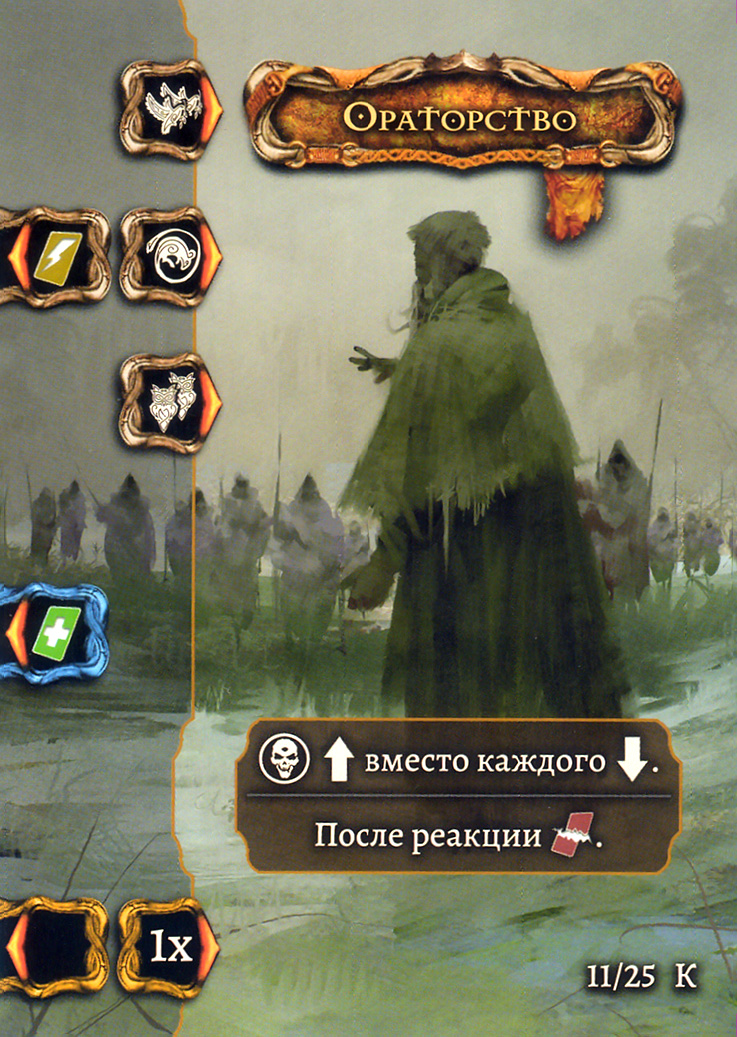 Ораторство
вместо каждого .
После реакции .
1x
11/25 К